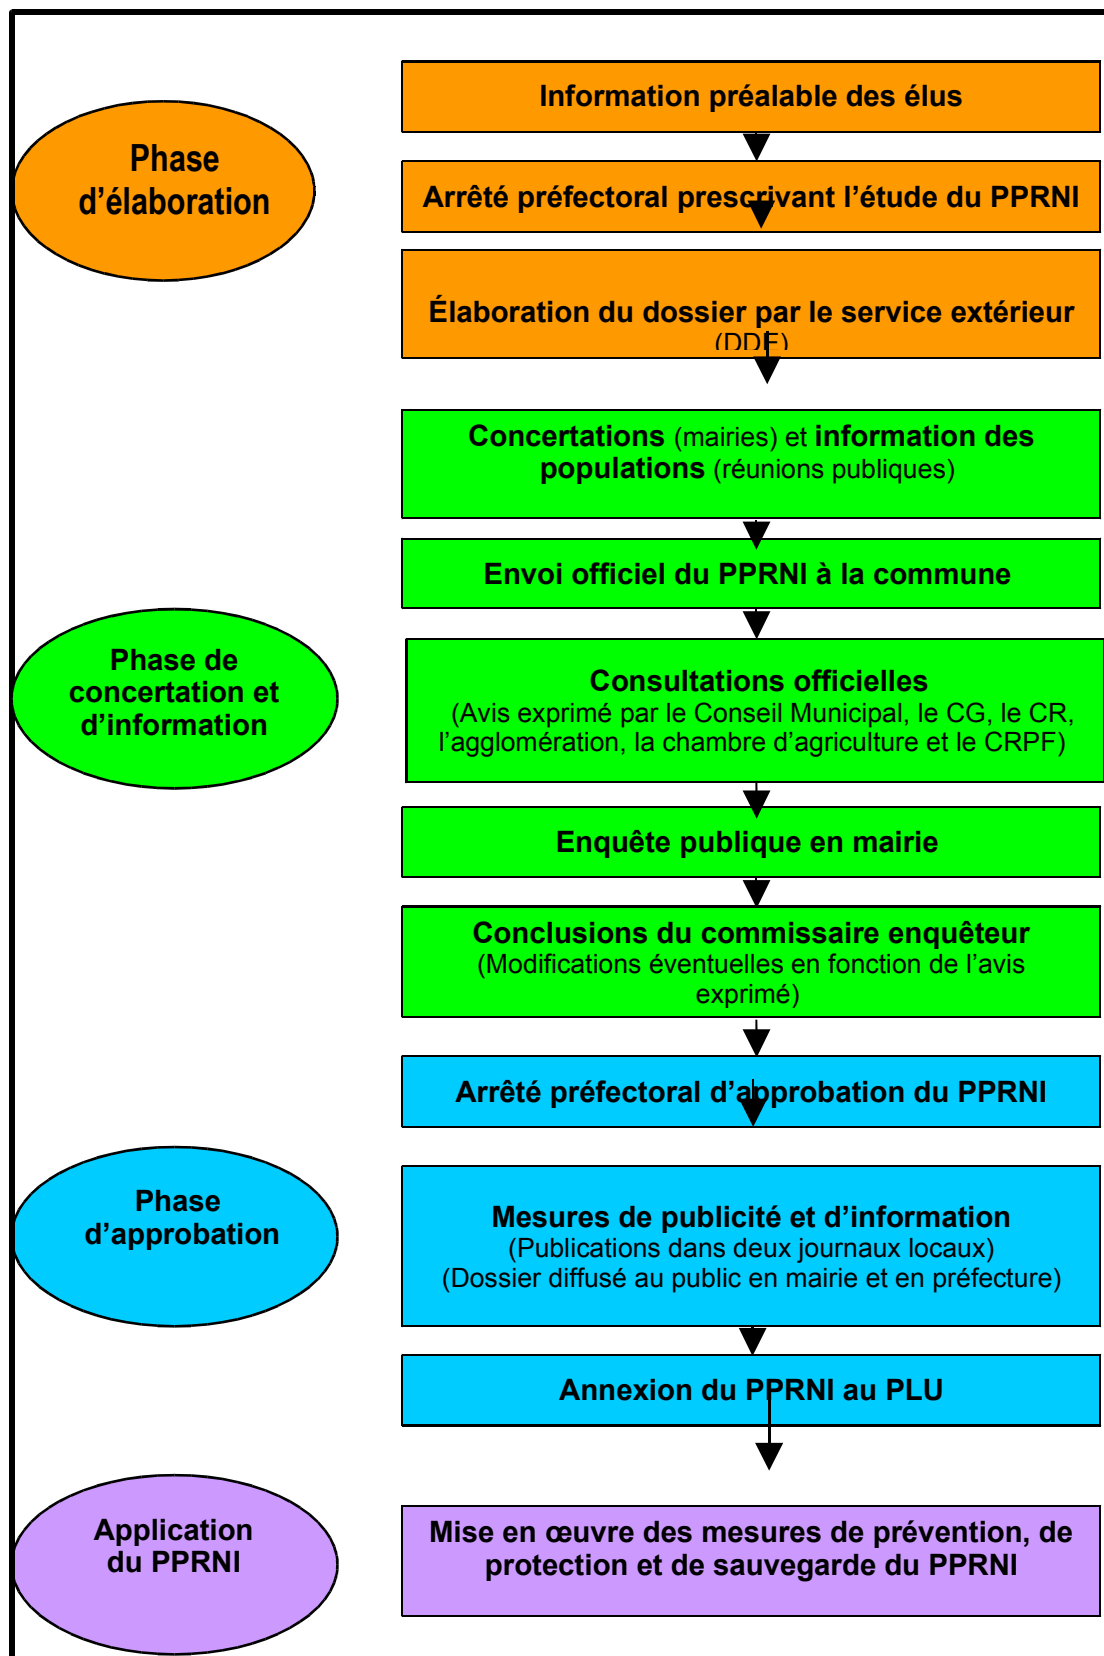 Information préalable des élus
Phase
d’élaboration
Arrêté préfectoral prescrivant l’étude du PPRNI
Élaboration du dossier par le service extérieur
(DDE)
Concertations (mairies) et information des
populations (réunions publiques)
Envoi officiel du PPRNI à la commune
Phase de
concertation et
d’information
Consultations officielles
(Avis exprimé par le Conseil Municipal, le CG, le CR,
l’agglomération, la chambre d’agriculture et le CRPF)
Enquête publique en mairie
Conclusions du commissaire enquêteur
(Modifications éventuelles en fonction de l’avis
exprimé)
Arrêté préfectoral d’approbation du PPRNI
Phase
d’approbation
Mesures de publicité et d’information
(Publications dans deux journaux locaux)
(Dossier diffusé au public en mairie et en préfecture)
Annexion du PPRNI au PLU
Application
du PPRNI
Mise en œuvre des mesures de prévention, de
protection et de sauvegarde du PPRNI